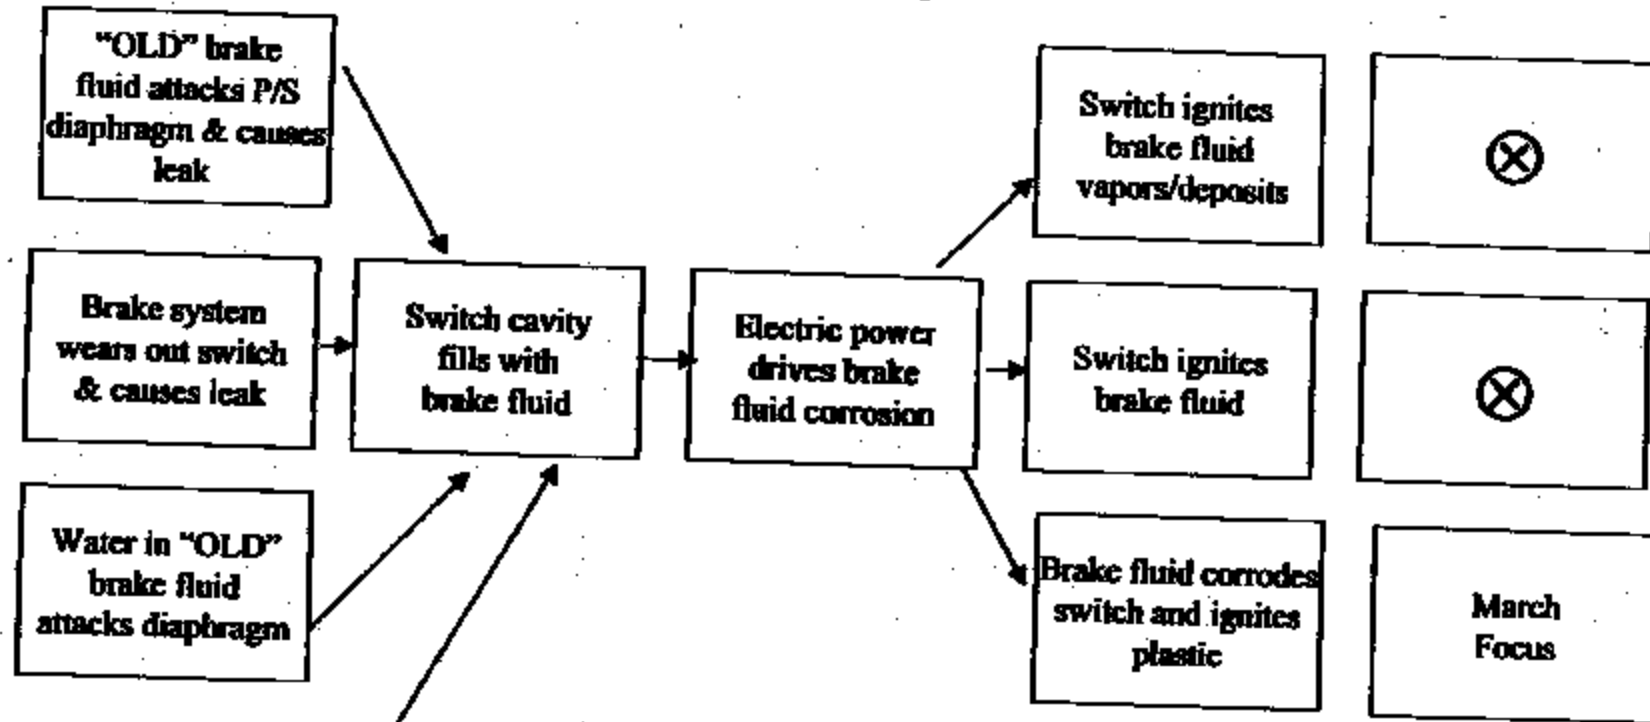 “OLD” brake
fluid attacks P/S
diaphragm & causes
leak
Brake system
wears out switch
& causes leak
Water in “OLD”
brake fluid
attacks diaphragm
Switch cavity
fills with
brake fluid
Electric power
drives brake
fluid corrosion
Switch ignites
brake fluid
vapors/deposits
Switch ignites
brake fluid
Brake fluid corrodes
switch and ignites
plastic
March
Focus